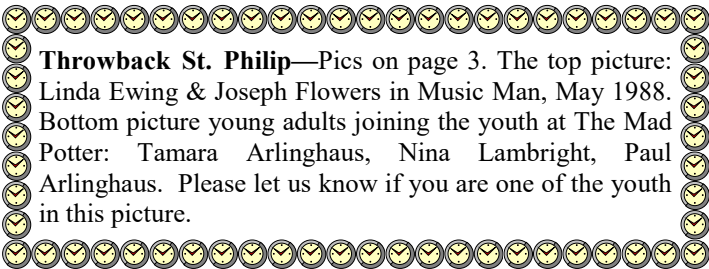 Throwback St. Philip—Pics on page 3. The top picture:
Linda Ewing & Joseph Flowers in Music Man, May 1988.
Bottom picture young adults joining the youth at The Mad
Potter: Tamara Arlinghaus, Nina Lambright, Paul
Arlinghaus. Please let us know if you are one of the youth
in this picture.